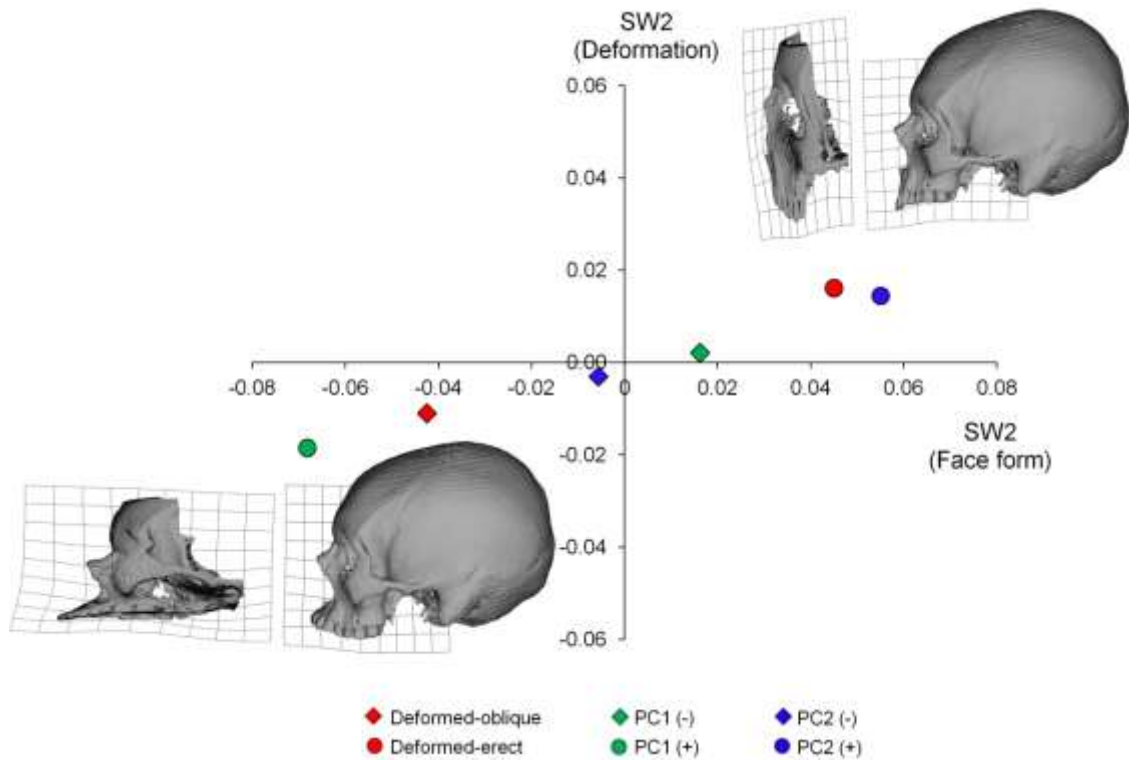 SW2
(Deformation)
0.06
0.04
0.02
0.00
-0.08 -0.06 -0.04 -0.02 0 0.02 0.04 0.06 0.08
-0.02
-0.04
-0.06
SW2
(Face form)
Deformed-oblique PC1 (-) PC2 (-)
Deformed-erect PC1 (+) PC2 (+)